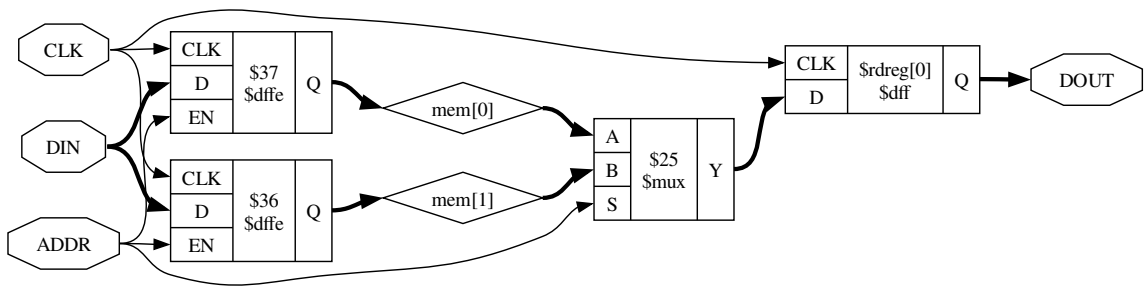 CLK
DIN
ADDR
CLK
D
EN
$37
$dffe
Q
CLK
D
EN
$36
$dffe
Q
mem[0]
mem[1]
A
B
S
$25
$mux
Y
CLK
D
$rdreg[0]
$dff
Q
DOUT